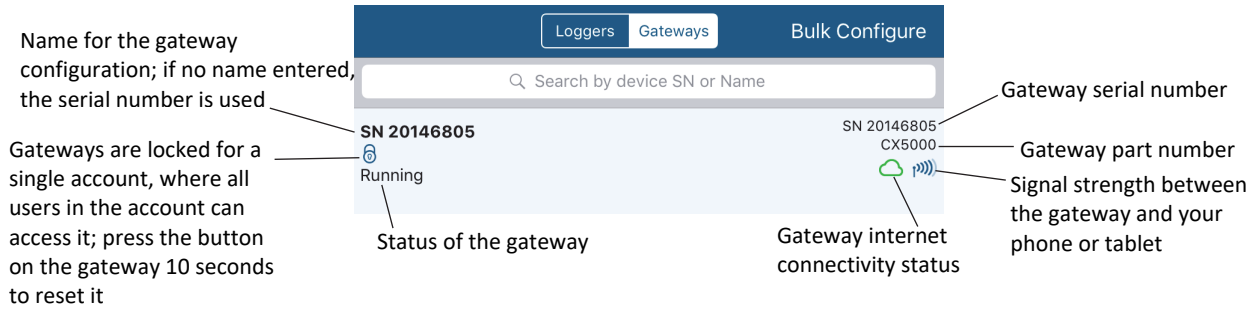 Name for the gateway
configuration; if no name entered,
the serial number is used
Gateways are locked for a
single account, where all
users in the account can
access it; press the button
on the gateway 10 seconds
to reset it
Loggers Gateways Bulk Configure
Search by device SN or Name
SN 20146805
Running
SN 20146805
CX5000
Status of the gateway
Gateway internet
connectivity status
Gateway serial number
Gateway part number
Signal strength between
the gateway and your
phone or tablet